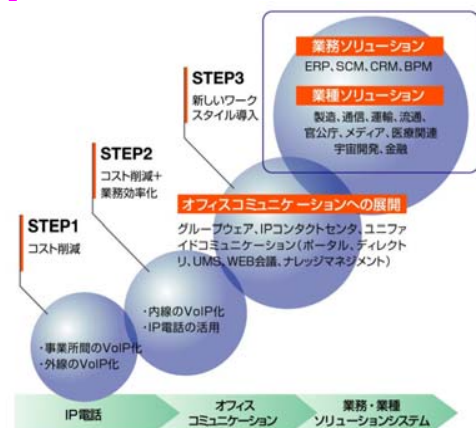 業務ソリューション
ERP、SCM、CRM、BPM
業種ソリューション
製造、通信、運輸、流通、
官公庁、メディア、医療関連
宇宙開発、金融
STEP3
新しいワーク
スタイル導入
STEP2
コスト削減+
業務効率化
オフィスコミュニケーションへの展開
グループウェア、IPコンタクトセンタ、ユニファ
イドコミュニケーション(ポータル、ディレクト
リ、UMS、WEB会議、ナレッジマネジメント)
STEP1
コスト削減
・内線のVoIP化
・IP電話の活用
・事業所間のVoIP化
・外線のVoIP化
IP電話
オフィス
コミュニケーション
業務・業種
ソリューションシステム